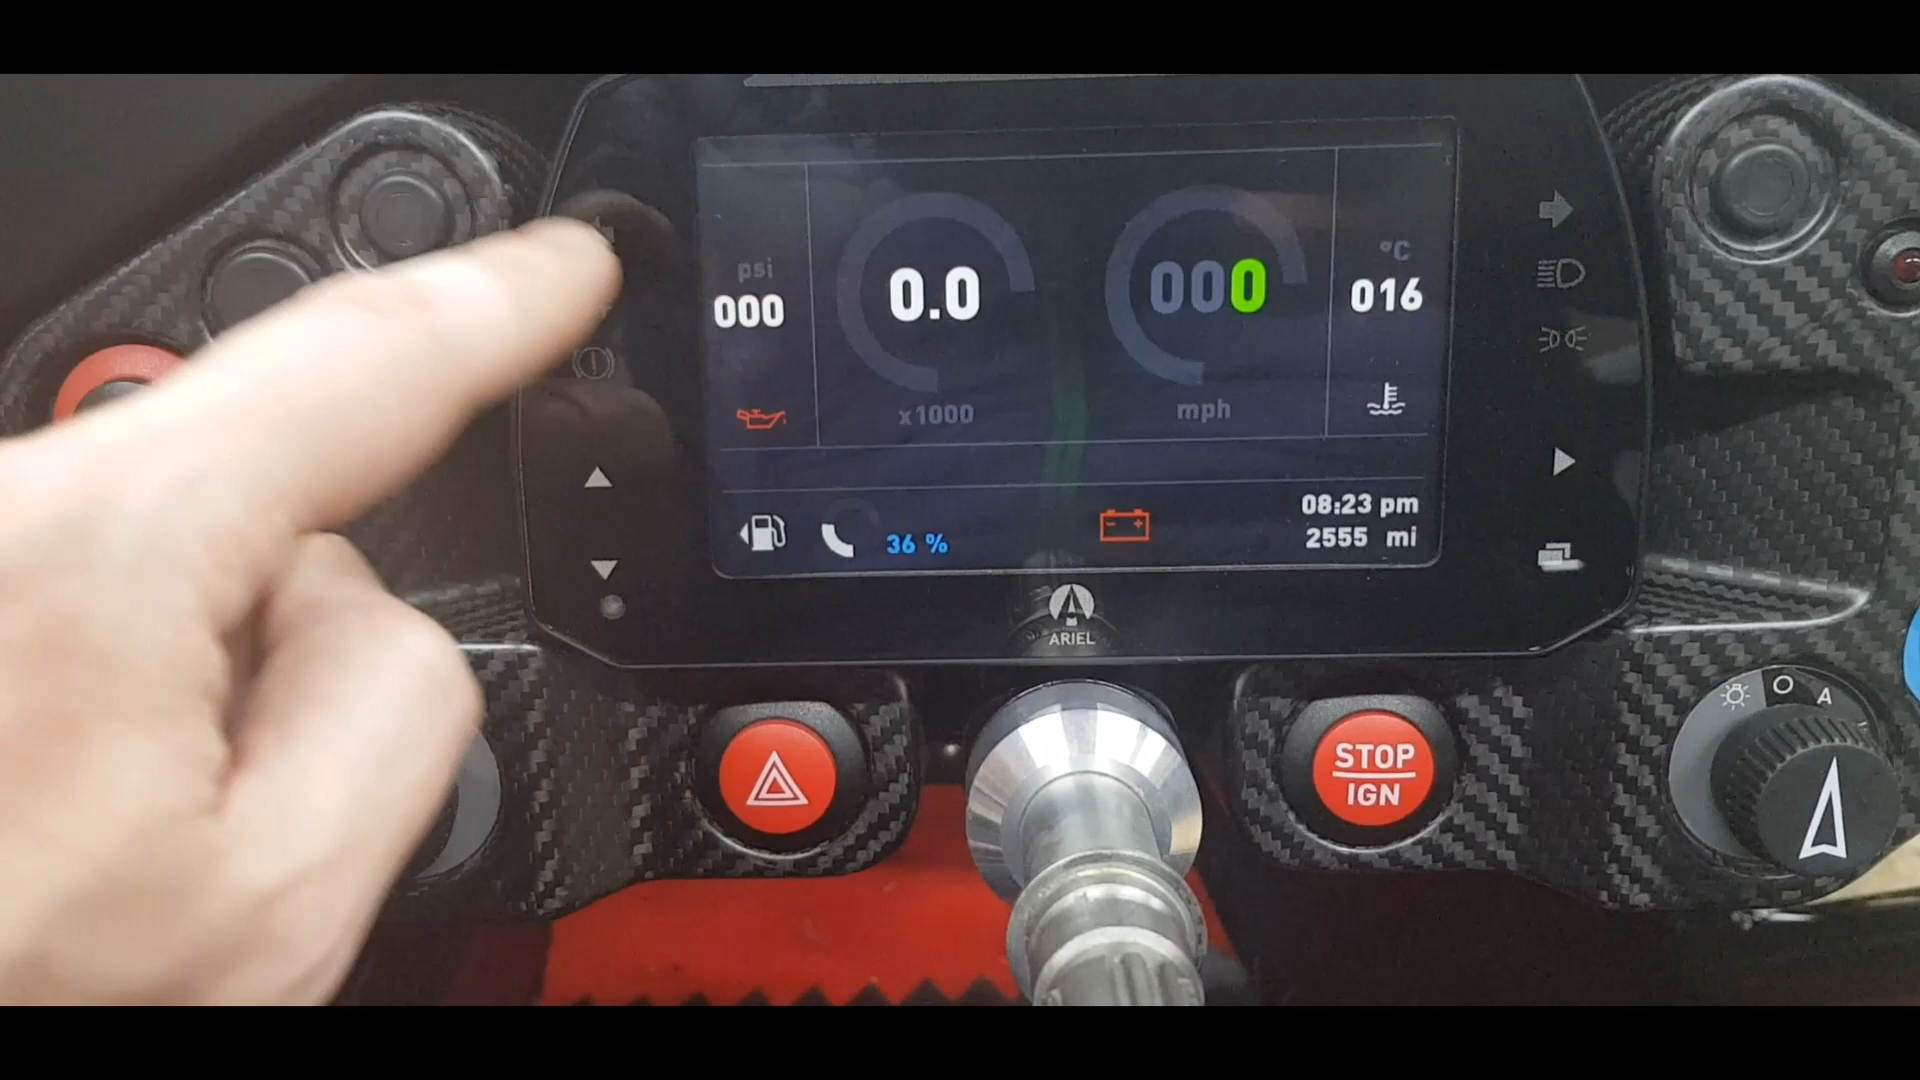 psi
000
0.0
x1000
000
mph
°C
016
36 %
08:23 pm
2555 mi
ARIEL
STOP
IGN
O A